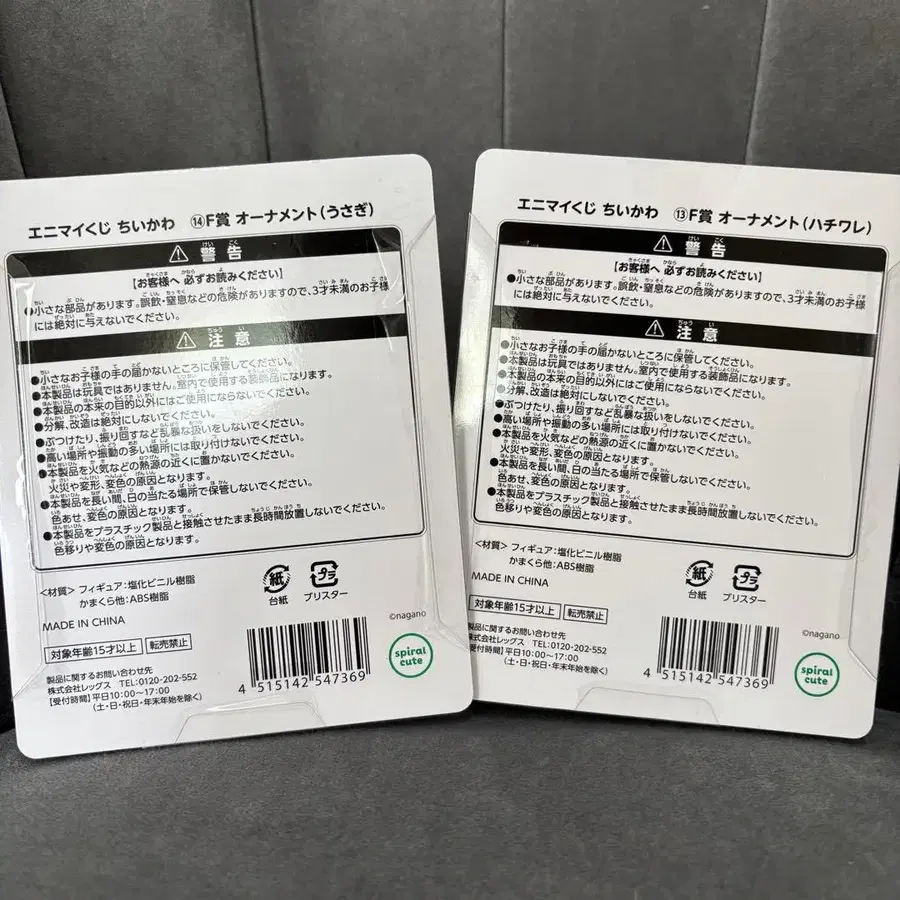 エニマイくじ ちいかわ ⑭F賞 オーナメント(うさぎ)
⚠ 警告
【お客様へ 必ずお読みください】
●小さな部品があります。誤飲・窒息などの危険がありますので、3才未満のお子様
には絶対に与えないでください。
⚠ 注意
●小さなお子様の手の届かないところに保管してください。
●本製品は玩具ではありません。室内で使用する装飾品になります。
●本製品の本来の目的以外にはご使用にならないでください。
●分解、改造は絶対にしないでください。
●ぶつけたり、振り回すなど乱暴な扱いをしないでください。
●高い場所や振動の多い場所には取り付けないでください。
●本製品を火気などの熱源の近くに置かないでください。
火災や変形、変色の原因となります。
●本製品を長い間、日の当たる場所で保管しないでください。
色あせ、変色の原因となります。
●本製品をプラスチック製品と接触させたまま長時間放置しないでください。
色移りや変色の原因となります。
<材質> フィギュア:塩化ビニル樹脂
かまくら他:ABS樹脂
紙
台紙
プラ
ブリスター
MADE IN CHINA
©nagano
対象年齢15才以上 転売禁止
製品に関するお問い合わせ先
株式会社レッグス TEL:0120-202-552
[受付時間]平日10:00〜17:00
(土・日・祝日・年末年始を除く)
4 515142 547369
spiral
cute
エニマイくじ ちいかわ ⑬F賞 オーナメント(ハチワレ)
⚠ 警告
【お客様へ 必ずお読みください】
●小さな部品があります。誤飲・窒息などの危険がありますので、3才未満のお子様
には絶対に与えないでください。
⚠ 注意
●小さなお子様の手の届かないところに保管してください。
●本製品は玩具ではありません。室内で使用する装飾品になります。
●本製品の本来の目的以外にはご使用にならないでください。
●分解、改造は絶対にしないでください。
●ぶつけたり、振り回すなど乱暴な扱いをしないでください。
●高い場所や振動の多い場所には取り付けないでください。
●本製品を火気などの熱源の近くに置かないでください。
火災や変形、変色の原因となります。
●本製品を長い間、日の当たる場所で保管しないでください。
色あせ、変色の原因となります。
●本製品をプラスチック製品と接触させたまま長時間放置しないでください。
色移りや変色の原因となります。
<材質> フィギュア:塩化ビニル樹脂
かまくら他:ABS樹脂
紙
台紙
プラ
ブリスター
MADE IN CHINA
©nagano
対象年齢15才以上 転売禁止
製品に関するお問い合わせ先
株式会社レッグス TEL:0120-202-552
[受付時間]平日10:00〜17:00
(土・日・祝日・年末年始を除く)
4 515142 547369
spiral
cute